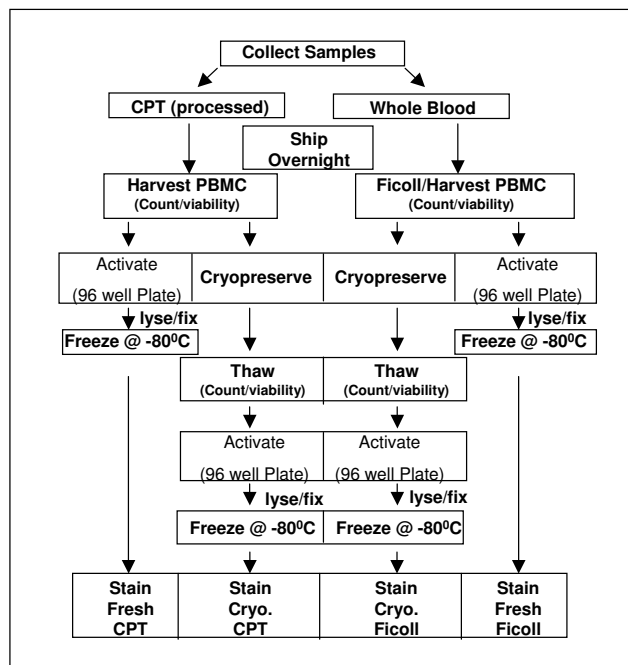 Collect Samples
CPT (processed)
Whole Blood
Ship
Overnight
Harvest PBMC
(Count/viability)
Ficoll/Harvest PBMC
(Count/viability)
Activate
(96 well Plate)
Cryopreserve
Cryopreserve
Activate
(96 well Plate)
lyse/fix
lyse/fix
Freeze @ -80⁰C
Freeze @ -80⁰C
Thaw
(Count/viability)
Thaw
(Count/viability)
Activate
(96 well Plate)
Activate
(96 well Plate)
lyse/fix
lyse/fix
Freeze @ -80⁰C
Freeze @ -80⁰C
Stain
Fresh
CPT
Stain
Cryo.
CPT
Stain
Cryo.
Ficoll
Stain
Fresh
Ficoll